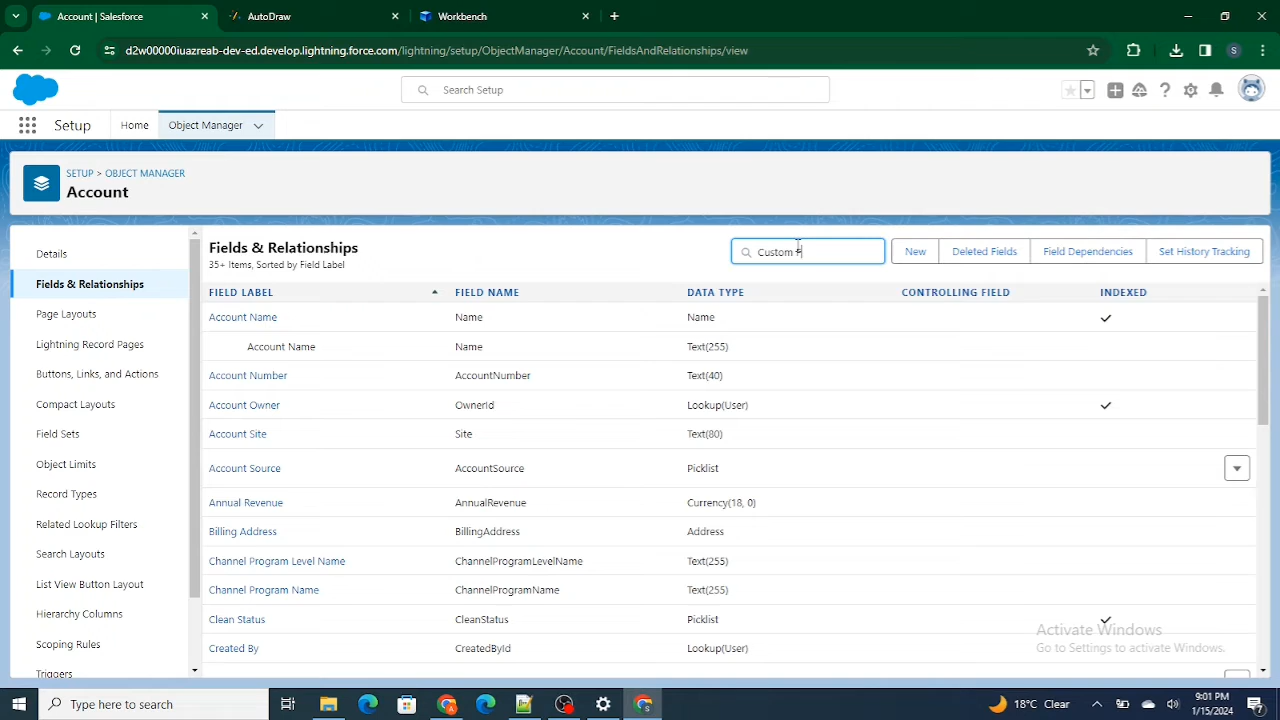 Account | Salesforce
AutoDraw
Workbench
d2w00000iuazreab-dev-ed.develop.lightning.force.com/lightning/setup/ObjectManager/Account/FieldsAndRelationships/view
S
Search Setup
Setup
Home
Object Manager
SETUP > OBJECT MANAGER
Account
Details
Fields & Relationships
Page Layouts
Lightning Record Pages
Buttons, Links, and Actions
Compact Layouts
Field Sets
Object Limits
Record Types
Related Lookup Filters
Search Layouts
List View Button Layout
Hierarchy Columns
Scoping Rules
Triggers
Fields & Relationships
35+ Items, Sorted by Field Label
Custom
New
Deleted Fields
Field Dependencies
Set History Tracking
FIELD LABEL FIELD NAME DATA TYPE CONTROLLING FIELD INDEXED
Account Name Name Name
Account Name Name Text(255)
Account Number AccountNumber Text(40)
Account Owner OwnerId Lookup(User)
Account Site Site Text(80)
Account Source AccountSource Picklist
Annual Revenue AnnualRevenue Currency(18, 0)
Billing Address BillingAddress Address
Channel Program Level Name ChannelProgramLevelName Text(255)
Channel Program Name ChannelProgramName Text(255)
Clean Status CleanStatus Picklist
Created By CreatedById Lookup(User)
Activate Windows
Go to Settings to activate Windows.
Type here to search
18°C Clear
9:01 PM
1/15/2024
7